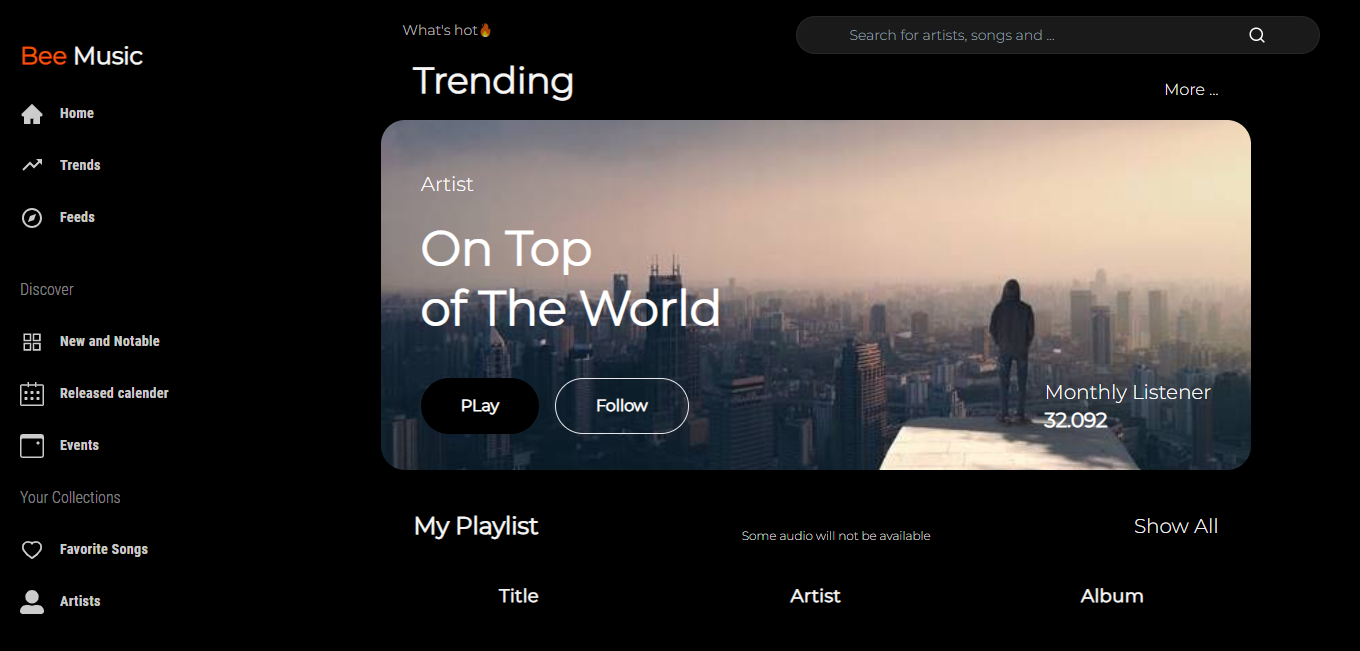 Bee Music
Home
Trends
Feeds
Discover
New and Notable
Released calender
Events
Your Collections
Favorite Songs
Artists
What's hot🔥
Search for artists, songs and ...
Trending
More ...
Artist
On Top
of The World
PLay
Follow
Monthly Listener
32.092
My Playlist
Some audio will not be available
Show All
Title
Artist
Album